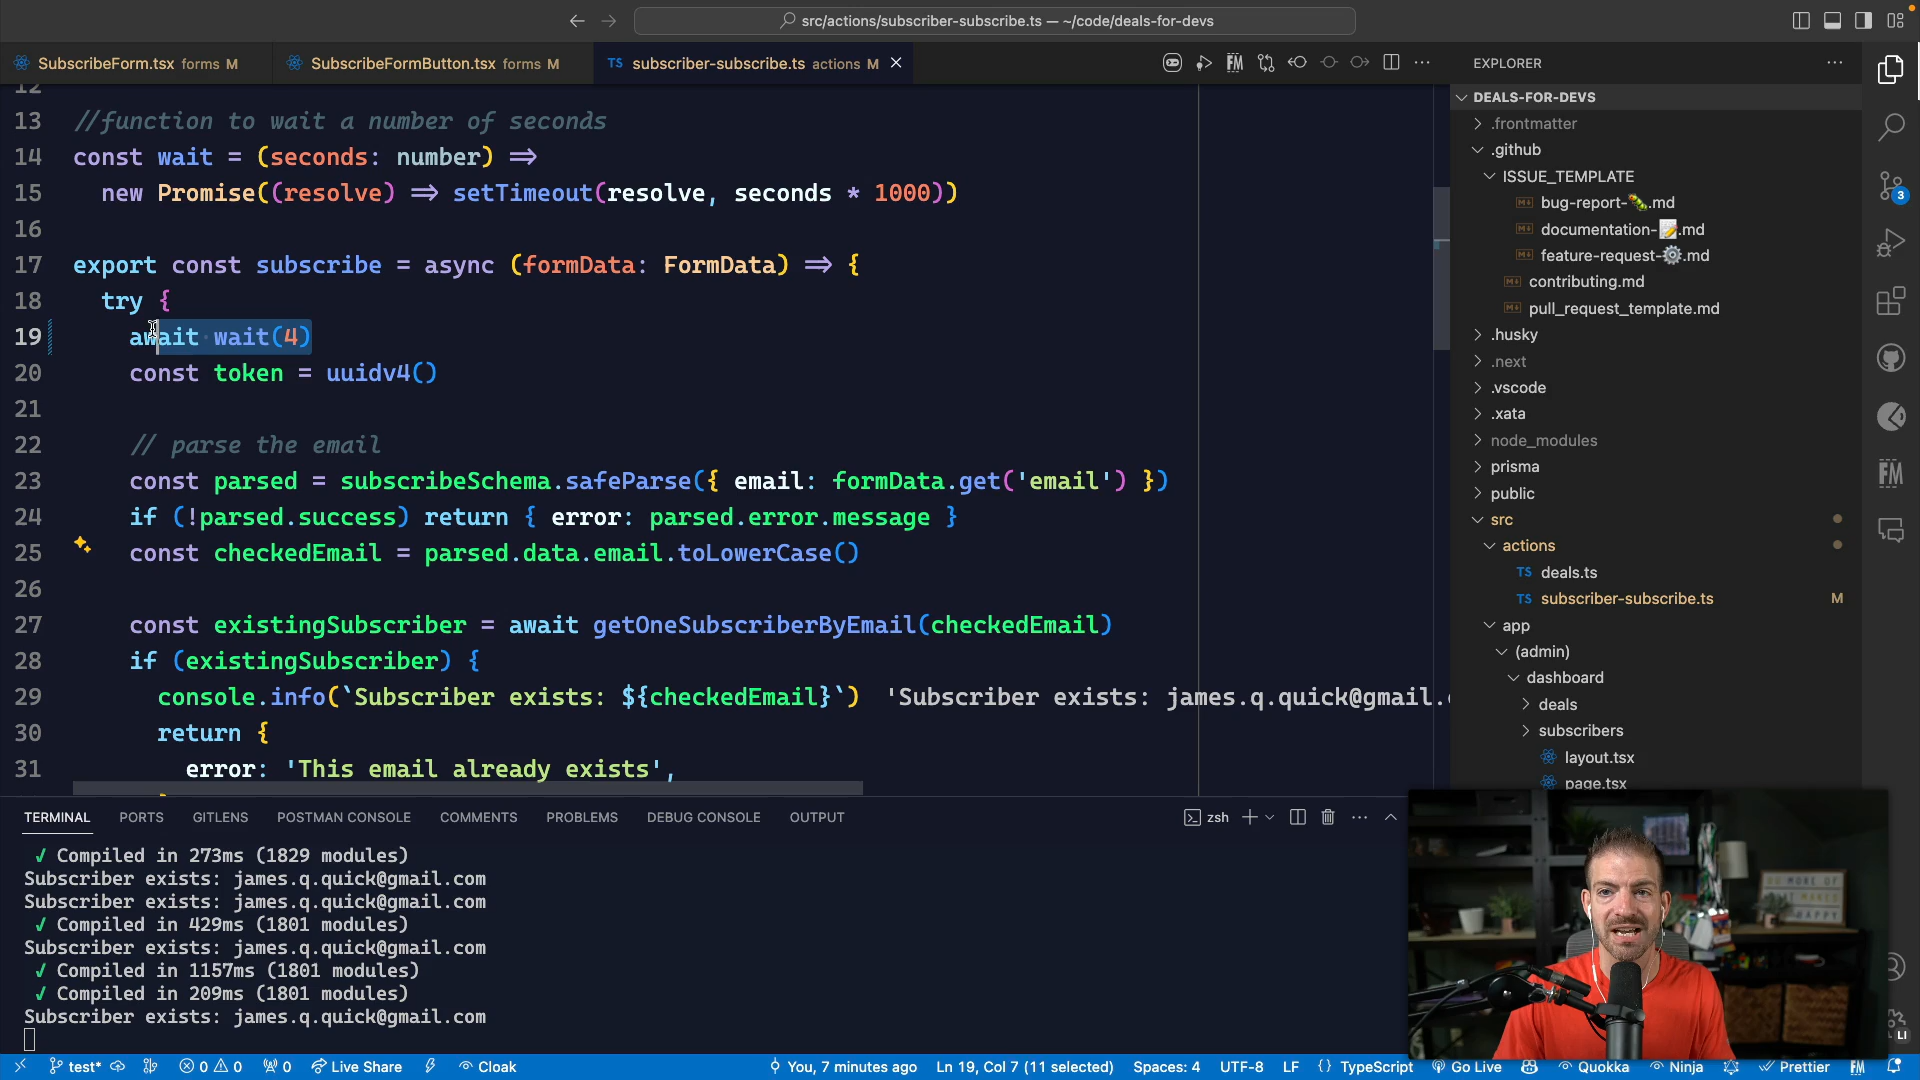 src/actions/subscriber-subscribe.ts — ~/code/deals-for-devs
SubscribeForm.tsx forms M
SubscribeFormButton.tsx forms M
TS subscriber-subscribe.ts actions M
EXPLORER
DEALS-FOR-DEVS
12
13 //function to wait a number of seconds
14 const wait = (seconds: number) =>
15 new Promise((resolve) => setTimeout(resolve, seconds * 1000))
16
17 export const subscribe = async (formData: FormData) => {
18 try {
19 await wait(4)
20 const token = uuidv4()
21
22 // parse the email
23 const parsed = subscribeSchema.safeParse({ email: formData.get('email') })
24 if (!parsed.success) return { error: parsed.error.message }
25 const checkedEmail = parsed.data.email.toLowerCase()
26
27 const existingSubscriber = await getOneSubscriberByEmail(checkedEmail)
28 if (existingSubscriber) {
29 console.info(`Subscriber exists: ${checkedEmail}`) 'Subscriber exists: james.q.quick@gmail.
30 return {
31 error: 'This email already exists',
.frontmatter
.github
ISSUE_TEMPLATE
bug-report-🐛.md
documentation-📝.md
feature-request-⚙️.md
contributing.md
pull_request_template.md
.husky
.next
.vscode
.xata
node_modules
prisma
public
src
actions
TS deals.ts
TS subscriber-subscribe.ts M
app
(admin)
dashboard
deals
subscribers
layout.tsx
page.tsx
3
FM
FM
TERMINAL PORTS GITLENS POSTMAN CONSOLE COMMENTS PROBLEMS DEBUG CONSOLE OUTPUT
zsh
✓ Compiled in 273ms (1829 modules)
Subscriber exists: james.q.quick@gmail.com
Subscriber exists: james.q.quick@gmail.com
✓ Compiled in 429ms (1801 modules)
Subscriber exists: james.q.quick@gmail.com
✓ Compiled in 1157ms (1801 modules)
✓ Compiled in 209ms (1801 modules)
Subscriber exists: james.q.quick@gmail.com
LI
test* 0 0 0 Live Share Cloak
You, 7 minutes ago Ln 19, Col 7 (11 selected) Spaces: 4 UTF-8 LF {} TypeScript Go Live Quokka Ninja Prettier FM